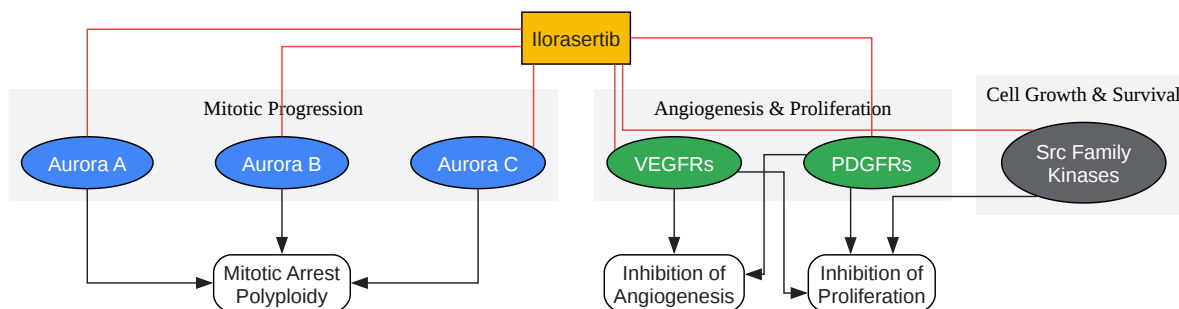 Ilorasertib
Mitotic Progression
Angiogenesis & Proliferation
Cell Growth & Survival
Aurora A
Aurora B
Aurora C
VEGFRs
PDGFRs
Src Family
Kinases
Mitotic Arrest
Polyploidy
Inhibition of
Angiogenesis
Inhibition of
Proliferation